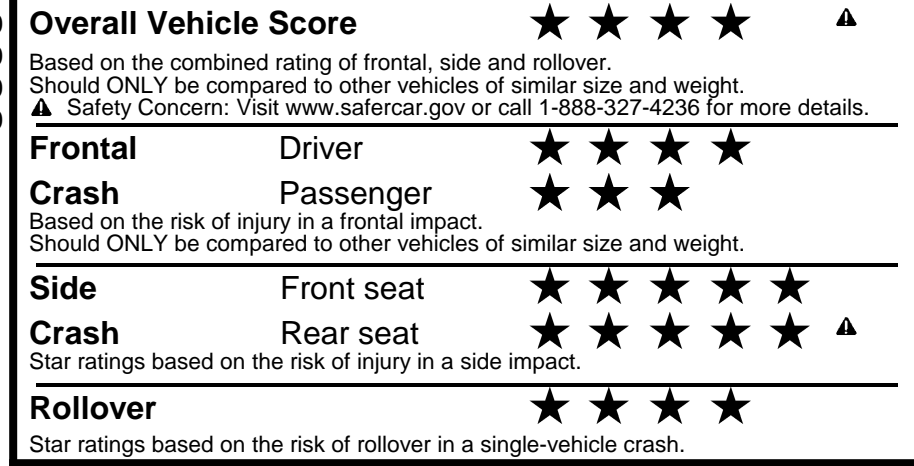 Overall Vehicle Score ★ ★ ★ ★ ⚠
Based on the combined rating of frontal, side and rollover.
Should ONLY be compared to other vehicles of similar size and weight.
⚠ Safety Concern: Visit www.safercar.gov or call 1-888-327-4236 for more details.
Frontal Driver ★ ★ ★ ★
Crash Passenger ★ ★ ★
Based on the risk of injury in a frontal impact.
Should ONLY be compared to other vehicles of similar size and weight.
Side Front seat ★ ★ ★ ★ ★
Crash Rear seat ★ ★ ★ ★ ★ ⚠
Star ratings based on the risk of injury in a side impact.
Rollover ★ ★ ★ ★
Star ratings based on the risk of rollover in a single-vehicle crash.